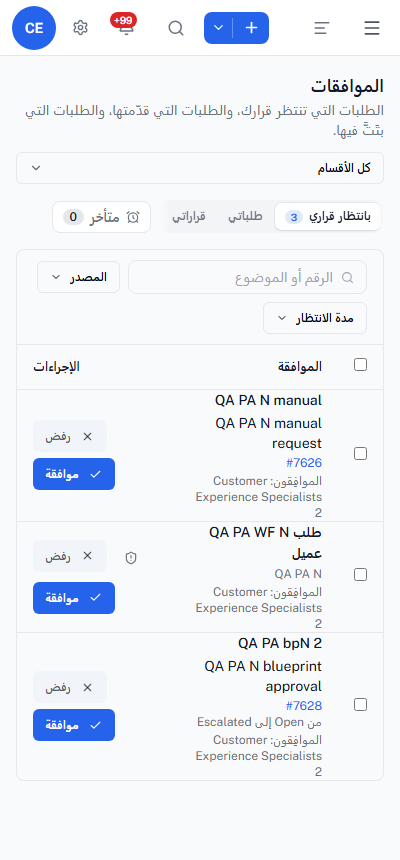 CE
+99
الموافقات
الطلبات التي تنتظر قرارك، والطلبات التي قدّمتها، والطلبات التي
بتَتَّ فيها.
كل الأقسام
بانتظار قراري 3
طلباتي
قراراتي
متأخر 0
الرقم أو الموضوع
المصدر
مدة الانتظار
الموافقة
الإجراءات
QA PA N manual
QA PA N manual
request
#7626
الموافِقون: Customer
Experience Specialists
2
رفض
موافقة
طلب QA PA WF N
عميل
QA PA N
الموافِقون: Customer
Experience Specialists
2
رفض
موافقة
QA PA bpN 2
QA PA N blueprint
approval
#7628
من Open إلى Escalated
الموافِقون: Customer
Experience Specialists
2
رفض
موافقة